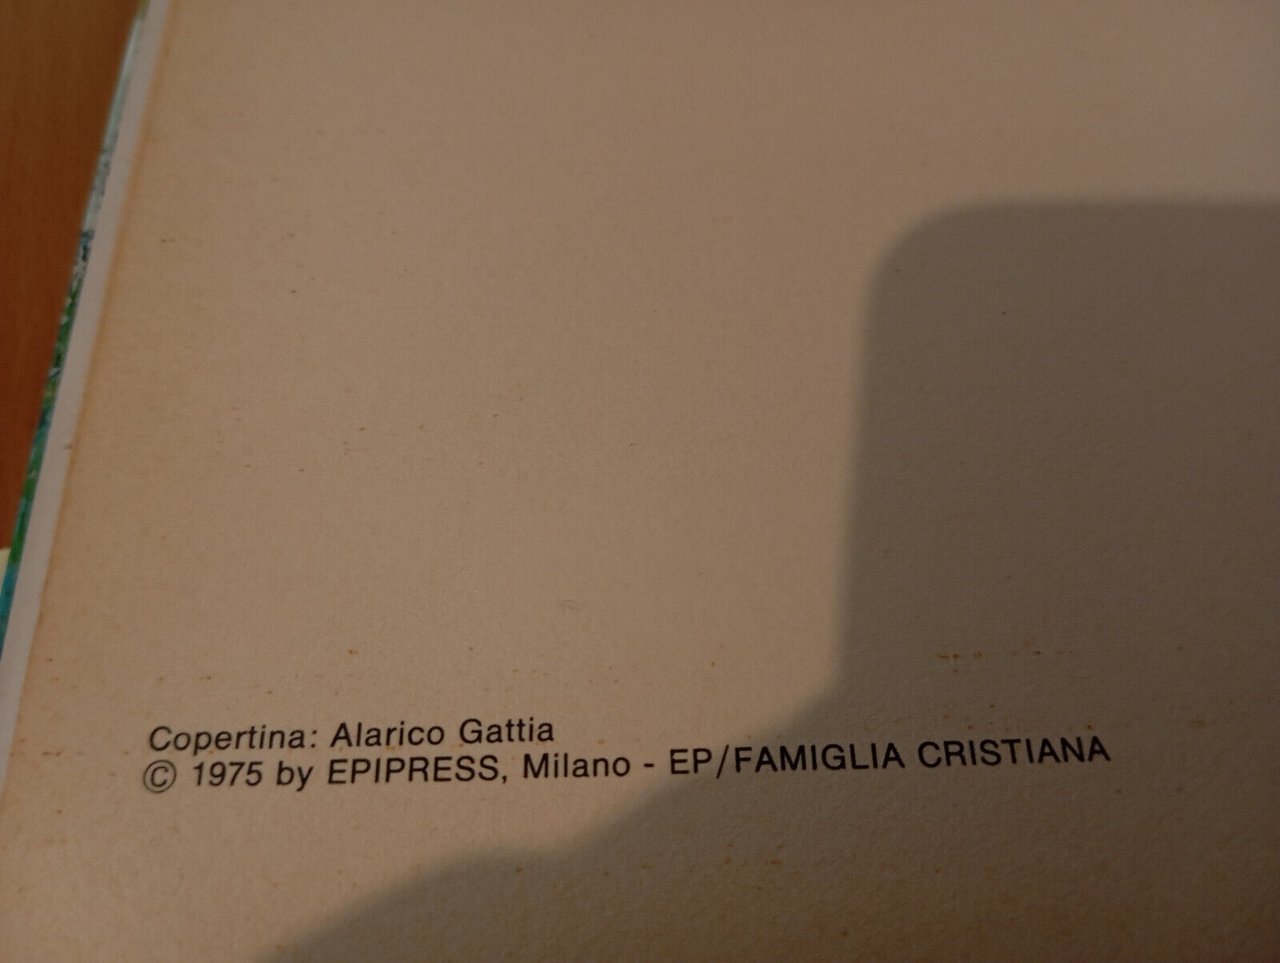 Copertina: Alarico Gattia
© 1975 by EPIPRESS, Milano - EP/FAMIGLIA CRISTIANA